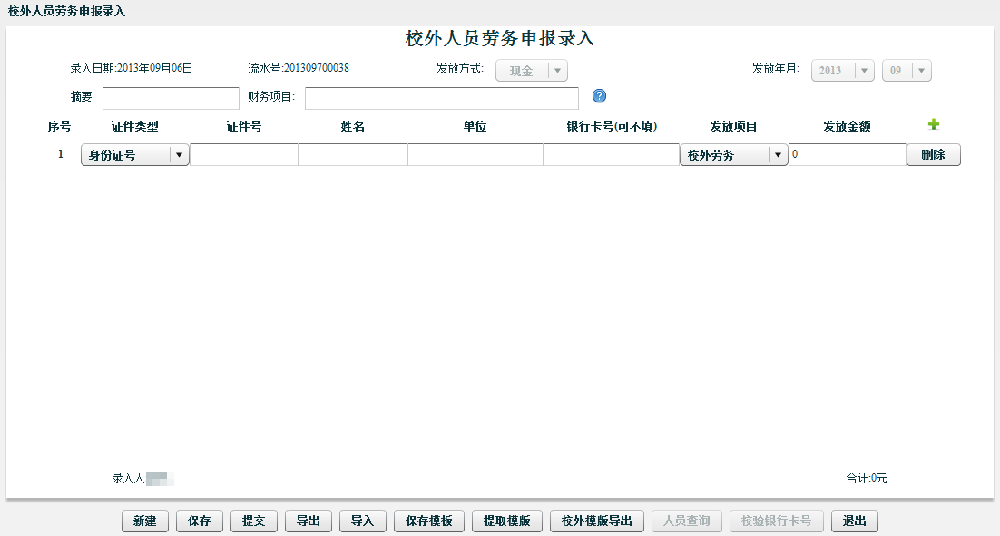 校外人员劳务申报录入
校外人员劳务申报录入
录入日期:2013年09月06日 流水号:201309700038 发放方式: 现金 发放年月: 2013 09
摘要 财务项目:
序号 证件类型 证件号 姓名 单位 银行卡号(可不填) 发放项目 发放金额
1 身份证号 校外劳务 0 删除
录入人 合计:0元
新建 保存 提交 导出 导入 保存模板 提取模版 校外模版导出 人员查询 校验银行卡号 退出